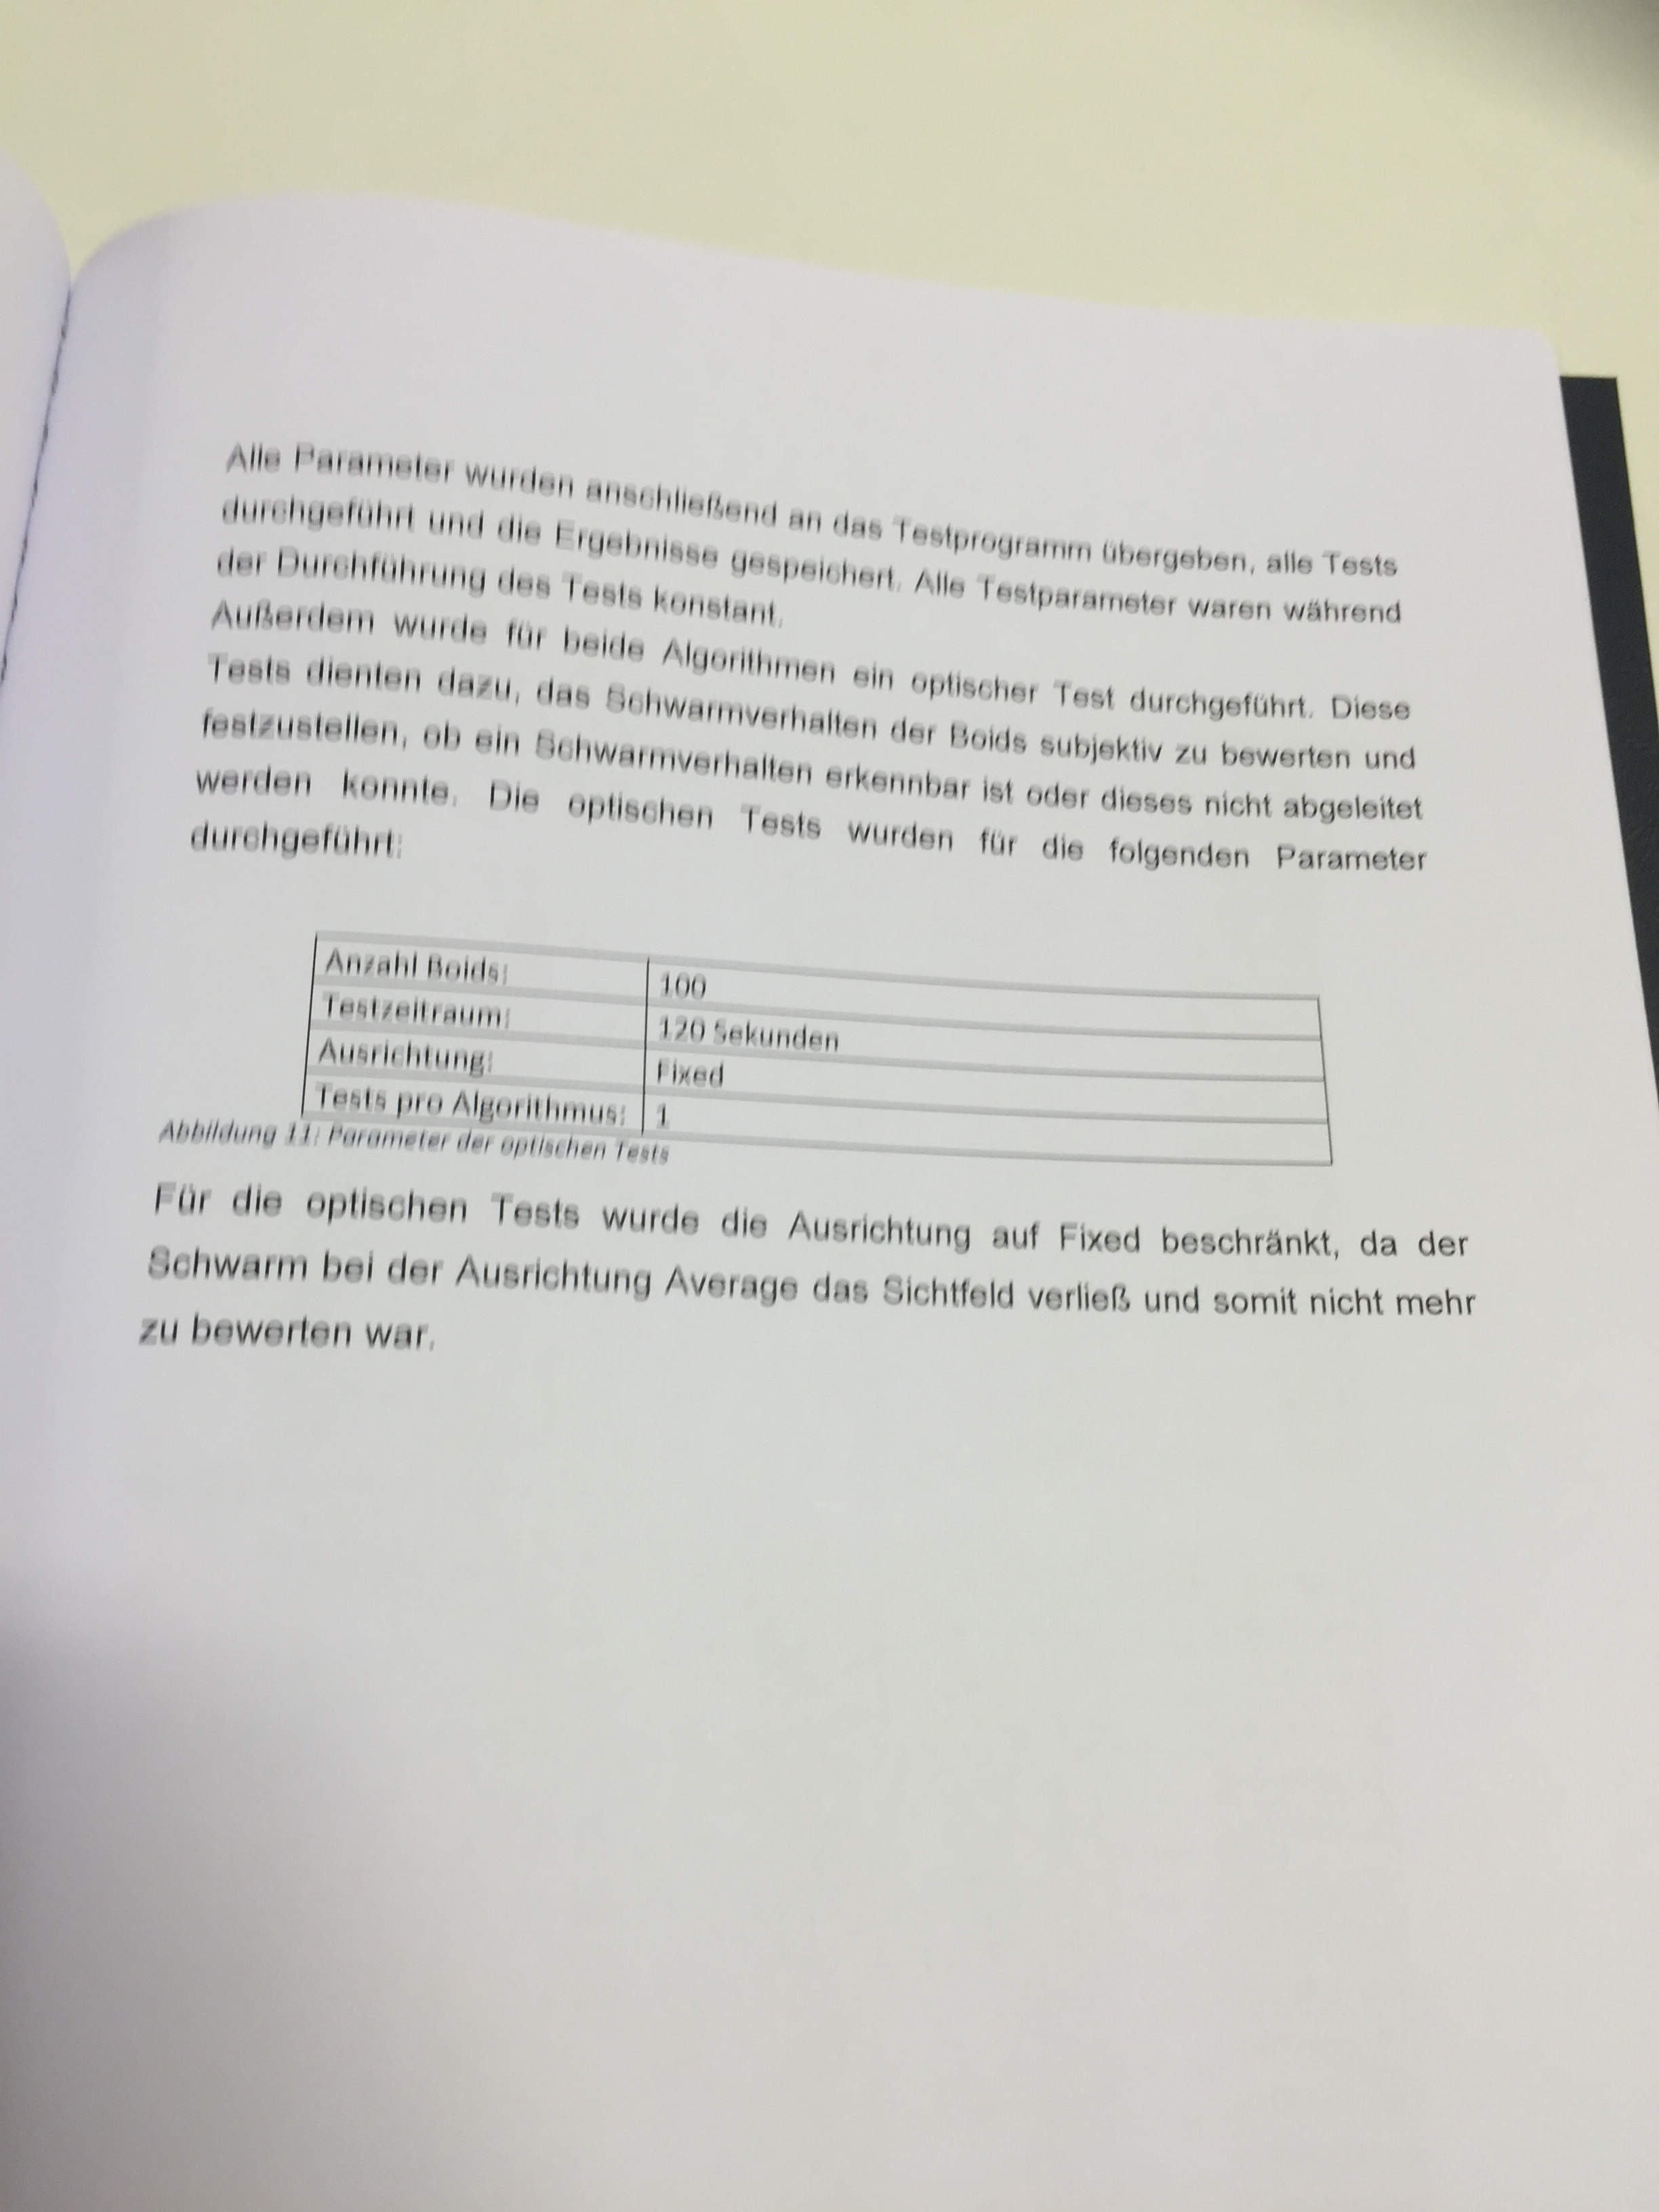 Alle Parameter wurden anschließend an das Testprogramm übergeben, alle Tests
durchgeführt und die Ergebnisse gespeichert. Alle Testparameter waren während
der Durchführung des Tests konstant.
Außerdem wurde für beide Algorithmen ein optischer Test durchgeführt. Diese
Tests dienten dazu, das Schwarmverhalten der Boids subjektiv zu bewerten und
festzustellen, ob ein Schwarmverhalten erkennbar ist oder dieses nicht abgeleitet
werden konnte. Die optischen Tests wurden für die folgenden Parameter
durchgeführt:
Anzahl Boids: 100
Testzeitraum: 120 Sekunden
Ausrichtung: Fixed
Tests pro Algorithmus: 1
Abbildung 11: Parameter der optischen Tests
Für die optischen Tests wurde die Ausrichtung auf Fixed beschränkt, da der
Schwarm bei der Ausrichtung Average das Sichtfeld verließ und somit nicht mehr
zu bewerten war.